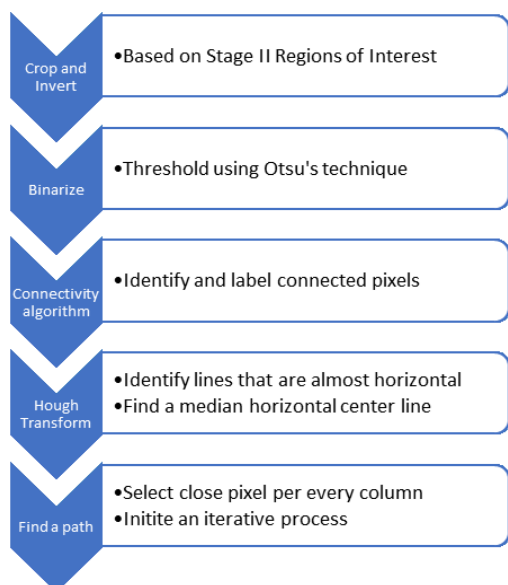 Crop and
Invert
•Based on Stage II Regions of Interest
Binarize
•Threshold using Otsu's technique
Connectivity
algorithm
•Identify and label connected pixels
Hough
Transform
•Identify lines that are almost horizontal
•Find a median horizontal center line
Find a path
•Select close pixel per every column
•Initite an iterative process